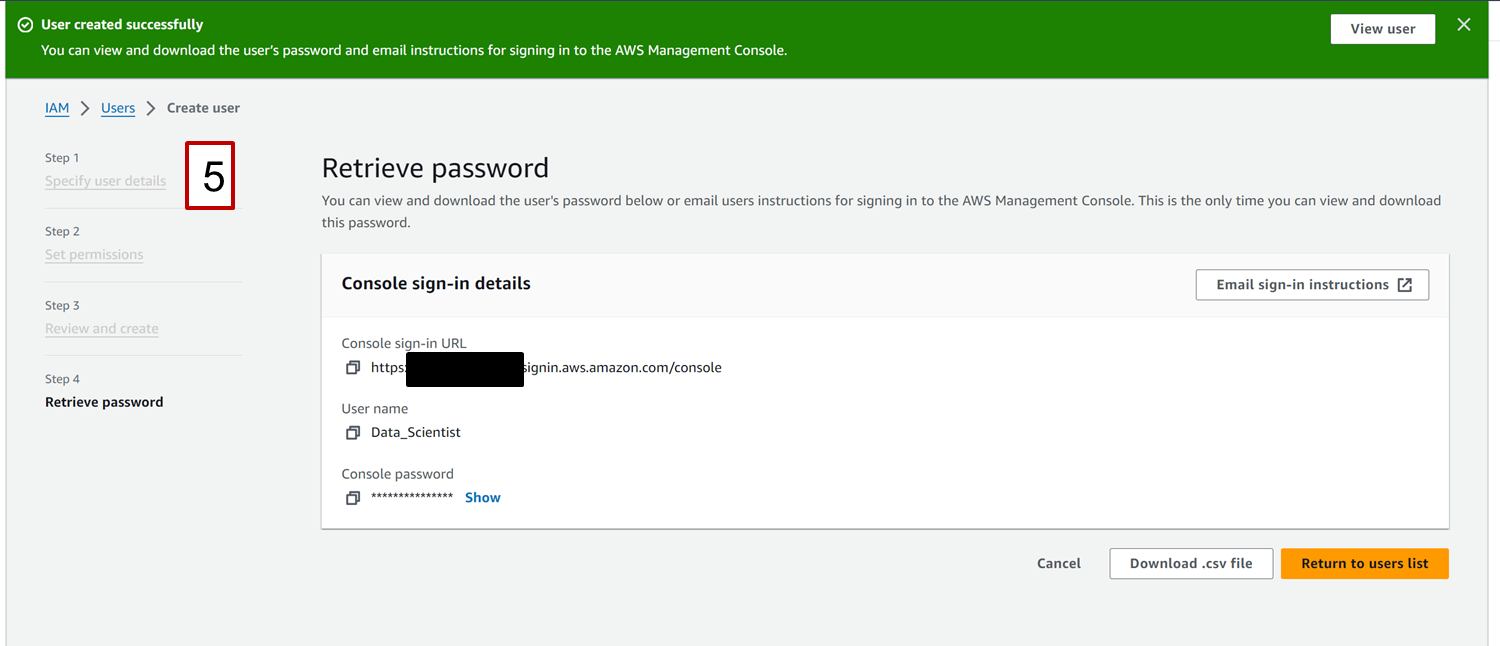 User created successfully
You can view and download the user's password and email instructions for signing in to the AWS Management Console.
View user
IAM > Users > Create user
Step 1
Specify user details
5
Step 2
Set permissions
Step 3
Review and create
Step 4
Retrieve password
Retrieve password
You can view and download the user's password below or email users instructions for signing in to the AWS Management Console. This is the only time you can view and download
this password.
Console sign-in details
Email sign-in instructions
Console sign-in URL
https: signin.aws.amazon.com/console
User name
Data_Scientist
Console password
*************** Show
Cancel
Download .csv file
Return to users list